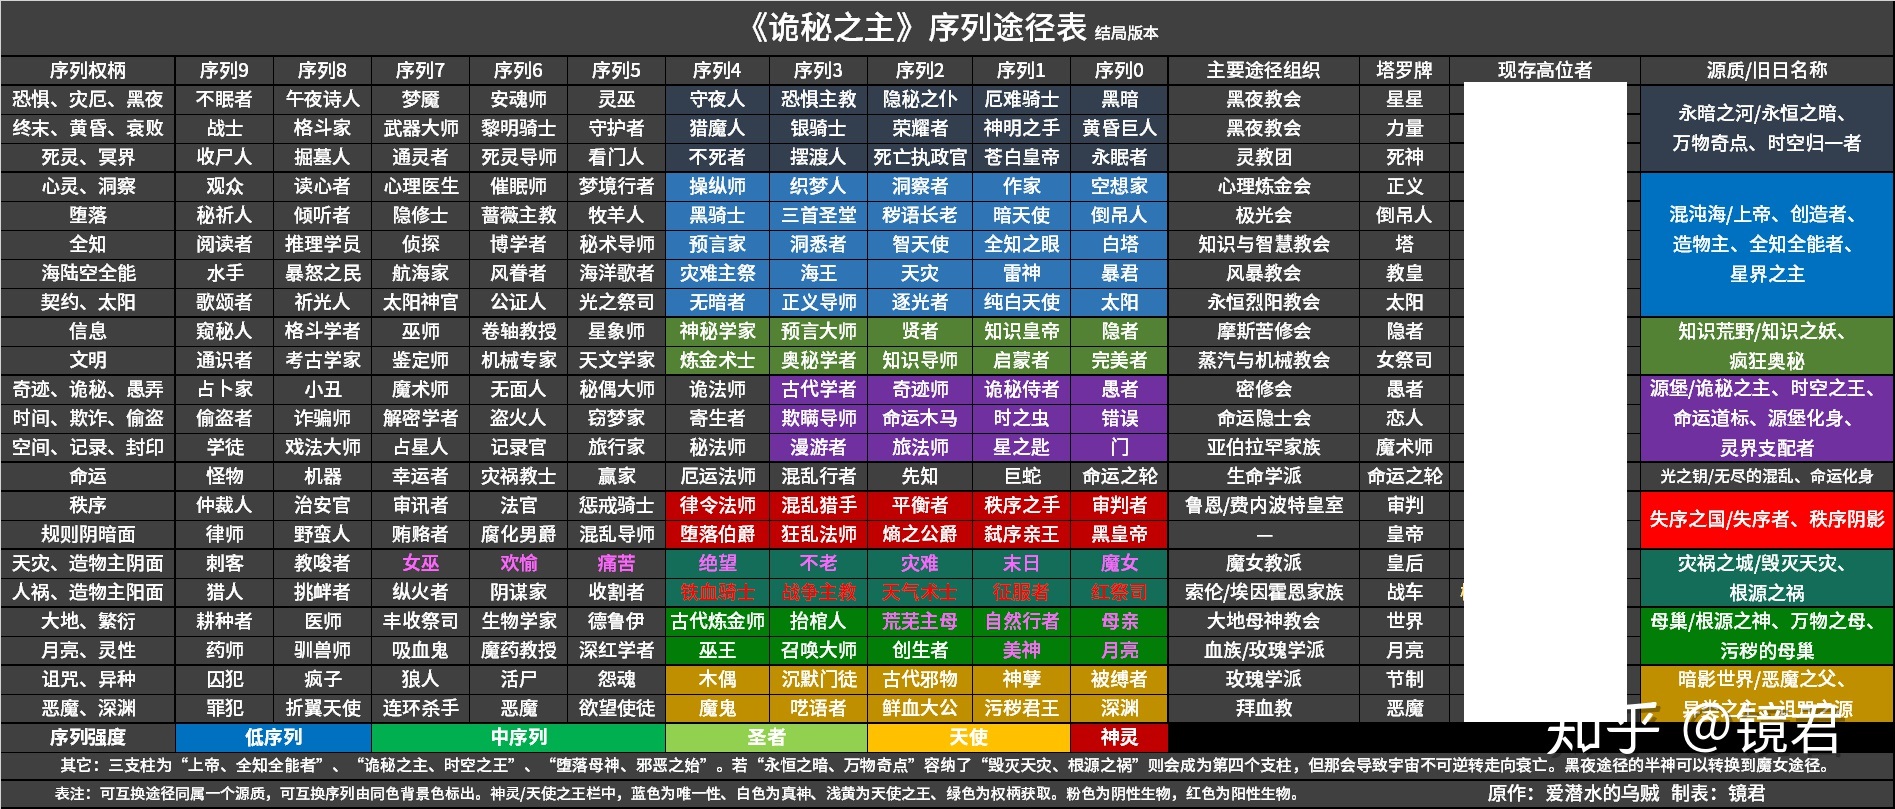 《诡秘之主》序列途径表 结局版本
序列权柄 序列9 序列8 序列7 序列6 序列5 序列4 序列3 序列2 序列1 序列0 主要途径组织 塔罗牌 现存高位者 源质/旧日名称
恐惧、灾厄、黑夜 不眠者 午夜诗人 梦魇 安魂师 灵巫 守夜人 恐惧主教 隐秘之仆 厄难骑士 黑暗 黑夜教会 星星 永暗之河/永恒之暗、
终末、黄昏、衰败 战士 格斗家 武器大师 黎明骑士 守护者 猎魔人 银骑士 荣耀者 神明之手 黄昏巨人 黑夜教会 力量 万物奇点、时空归一者
死灵、冥界 收尸人 掘墓人 通灵者 死灵导师 看门人 不死者 摆渡人 死亡执政官 苍白皇帝 永眠者 灵教团 死神
心灵、洞察 观众 读心者 心理医生 催眠师 梦境行者 操纵师 织梦人 洞察者 作家 空想家 心理炼金会 正义
堕落 秘祈人 倾听者 隐修士 蔷薇主教 牧羊人 黑骑士 三首圣堂 秽语长老 暗天使 倒吊人 极光会 倒吊人 混沌海/上帝、创造者、
全知 阅读者 推理学员 侦探 博学者 秘术导师 预言家 洞悉者 智天使 全知之眼 白塔 知识与智慧教会 塔 造物主、全知全能者、
海陆空全能 水手 暴怒之民 航海家 风眷者 海洋歌者 灾难主祭 海王 天灾 雷神 暴君 风暴教会 教皇 星界之主
契约、太阳 歌颂者 祈光人 太阳神官 公证人 光之祭司 无暗者 正义导师 逐光者 纯白天使 太阳 永恒烈阳教会 太阳
信息 窥秘人 格斗学者 巫师 卷轴教授 星象师 神秘学家 预言大师 贤者 知识皇帝 隐者 摩斯苦修会 隐者 知识荒野/知识之妖、
文明 通识者 考古学家 鉴定师 机械专家 天文学家 炼金术士 奥秘学者 知识导师 启蒙者 完美者 蒸汽与机械教会 女祭司 疯狂奥秘
奇迹、诡秘、愚弄 占卜家 小丑 魔术师 无面人 秘偶大师 诡法师 古代学者 奇迹师 诡秘侍者 愚者 密修会 愚者 源堡/诡秘之主、时空之王、
时间、欺诈、偷盗 偷盗者 诈骗师 解密学者 盗火人 窃梦家 寄生者 欺瞒导师 命运木马 时之虫 错误 命运隐士会 恋人 命运道标、源堡化身、
空间、记录、封印 学徒 戏法大师 占星人 记录官 旅行家 秘法师 漫游者 旅法师 星之匙 门 亚伯拉罕家族 魔术师 灵界支配者
命运 怪物 机器 幸运者 灾祸教士 赢家 厄运法师 混乱行者 先知 巨蛇 命运之轮 生命学派 命运之轮 光之钥/无尽的混乱、命运化身
秩序 仲裁人 治安官 审讯者 法官 惩戒骑士 律令法师 混乱猎手 平衡者 秩序之手 审判者 鲁恩/费内波特皇室 审判 失序之国/失序者、秩序阴影
规则阴暗面 律师 野蛮人 贿赂者 腐化男爵 混乱导师 堕落伯爵 狂乱法师 熵之公爵 弑序亲王 黑皇帝 — 皇帝
天灾、造物主阴面 刺客 教唆者 女巫 欢愉 痛苦 绝望 不老 灾难 末日 魔女 魔女教派 皇后 灾祸之城/毁灭天灾、
人祸、造物主阳面 猎人 挑衅者 纵火者 阴谋家 收割者 铁血骑士 战争主教 天气术士 征服者 红祭司 索伦/埃因霍恩家族 战车 根源之祸
大地、繁衍 耕种者 医师 丰收祭司 生物学家 德鲁伊 古代炼金师 抬棺人 荒芜主母 自然行者 母亲 大地母神教会 世界 母巢/根源之神、万物之母、
月亮、灵性 药师 驯兽师 吸血鬼 魔药教授 深红学者 巫王 召唤大师 创生者 美神 月亮 血族/玫瑰学派 月亮 污秽的母巢
诅咒、异种 囚犯 疯子 狼人 活尸 怨魂 木偶 沉默门徒 古代邪物 神孽 被缚者 玫瑰学派 节制 暗影世界/恶魔之父、
恶魔、深渊 罪犯 折翼天使 连环杀手 恶魔 欲望使徒 魔鬼 呓语者 鲜血大公 污秽君王 深渊 拜血教 恶魔 异类之主、诅咒之源
序列强度 低序列 中序列 圣者 天使 神灵
知乎 @镜君
其它：三支柱为“上帝、全知全能者”、“诡秘之主、时空之王”、“堕落母神、邪恶之始”。若“永恒之暗、万物奇点”容纳了“毁灭天灾、根源之祸”则会成为第四个支柱，但那会导致宇宙不可逆转走向衰亡。黑夜途径的半神可以转换到魔女途径。
表注：可互换途径同属一个源质，可互换序列由同色背景色标出。神灵/天使之王栏中，蓝色为唯一性、白色为真神、浅黄为天使之王、绿色为权柄获取。粉色为阴性生物，红色为阳性生物。 原作：爱潜水的乌贼 制表：镜君